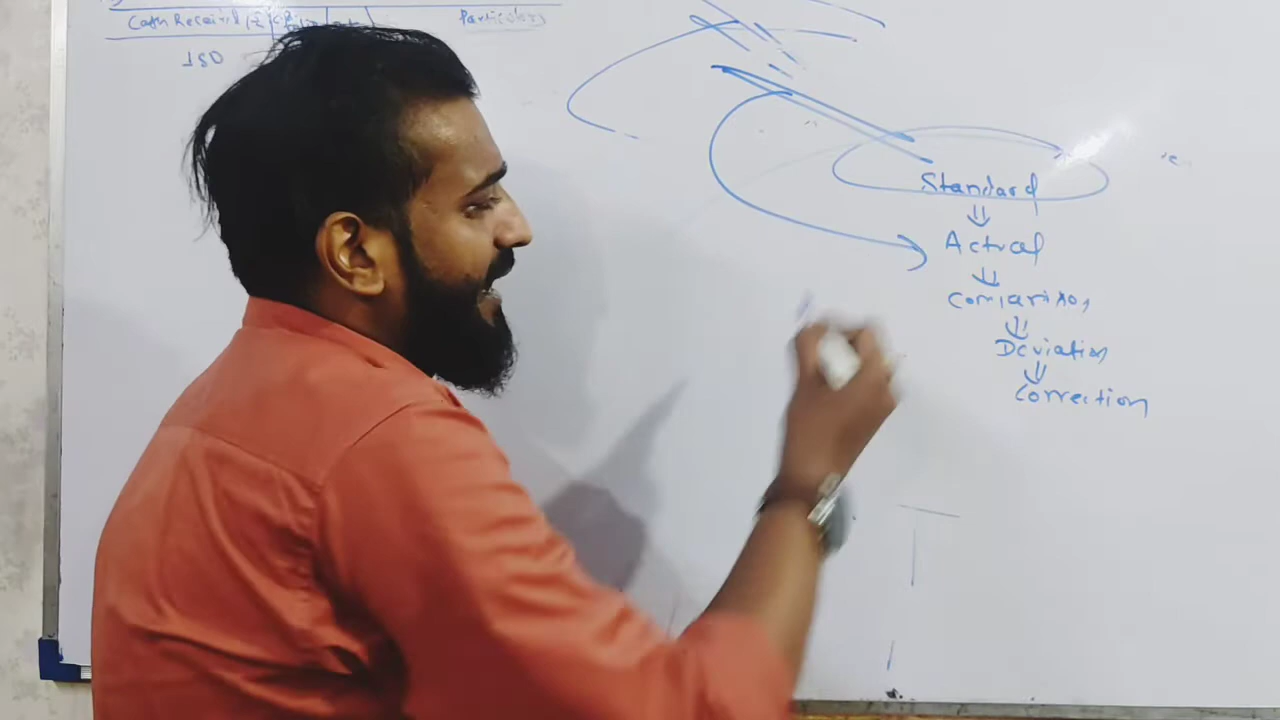 Cash Received Particulars
150
Standard
Actual
Comparison
Deviation
Correction